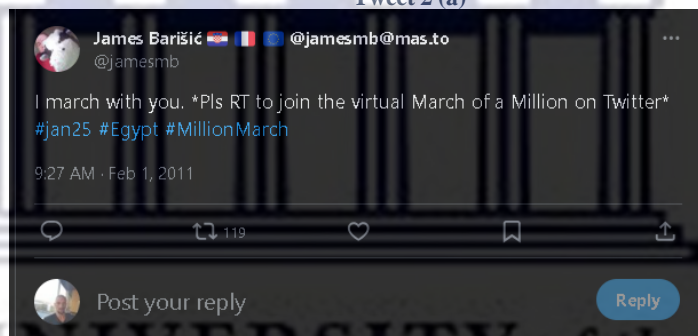 Tweet 2 (a)
James Barišić 🇭🇷 🇫🇷 🇪🇺 @jamesmb@mas.to
@jamesmb
I march with you. *Pls RT to join the virtual March of a Million on Twitter*
#jan25 #Egypt #MillionMarch
9:27 AM · Feb 1, 2011
119
Post your reply
Reply